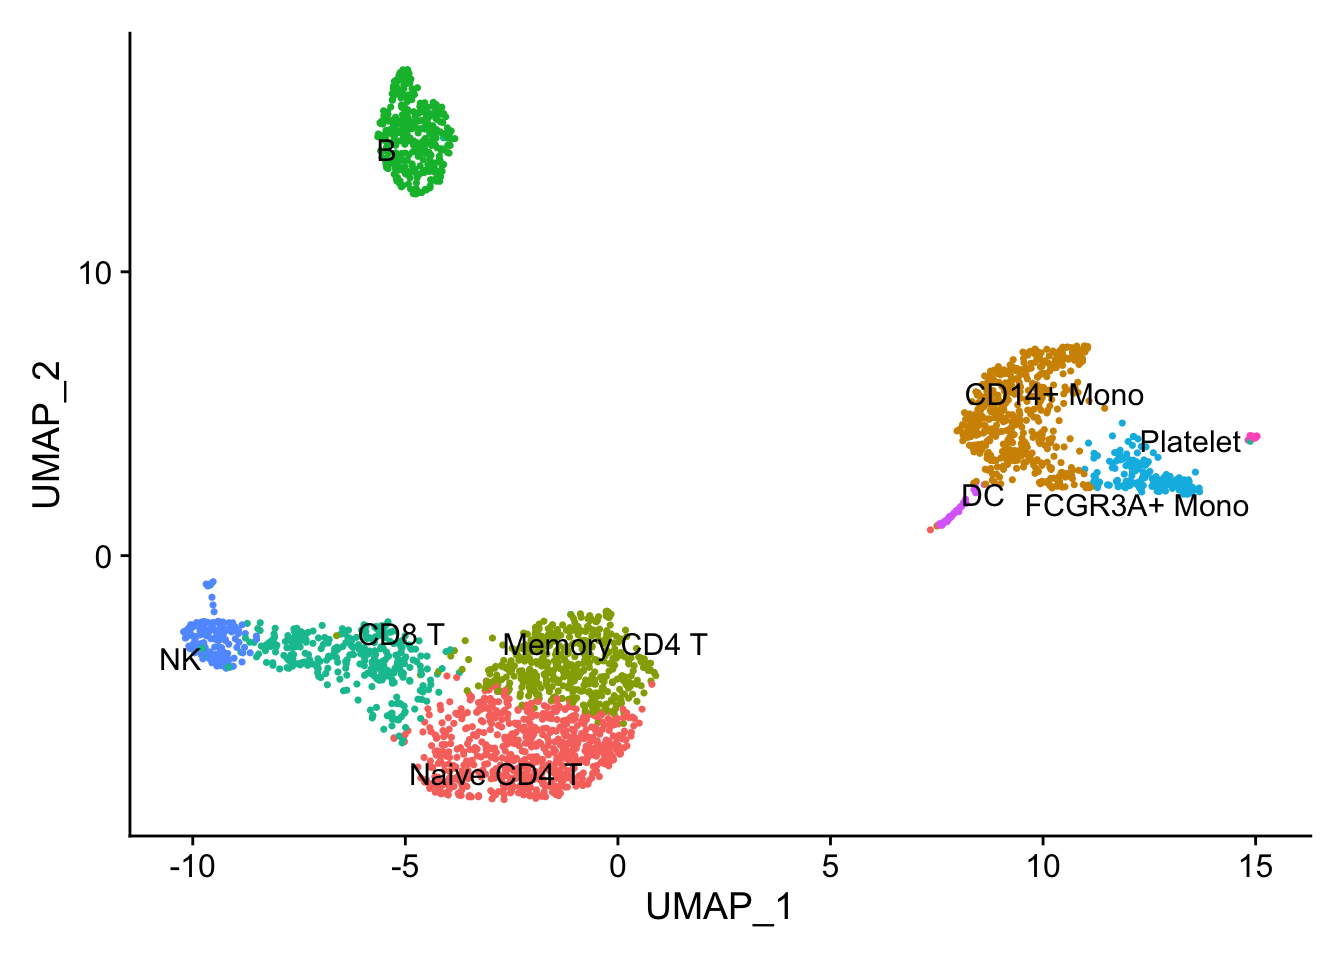 B
10
UMAP_2
CD14+ Mono
Platelet
DC
FCGR3A+ Mono
0
CD8 T
Memory CD4 T
NK
Naive CD4 T
-10
-5
0
5
10
15
UMAP_1